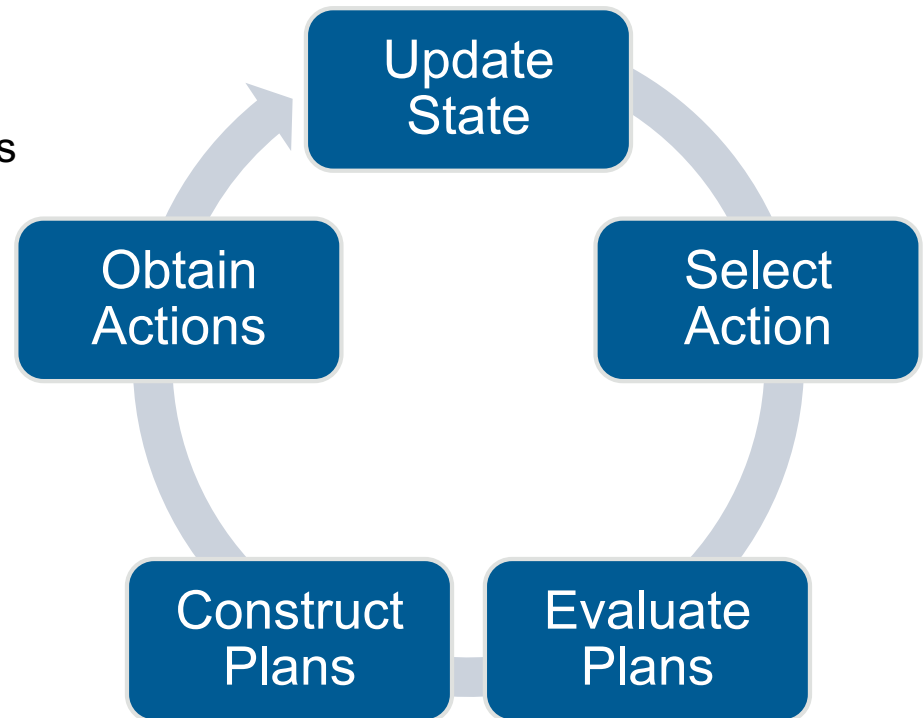 Update
State
s
Obtain
Actions
Select
Action
Construct
Plans
Evaluate
Plans